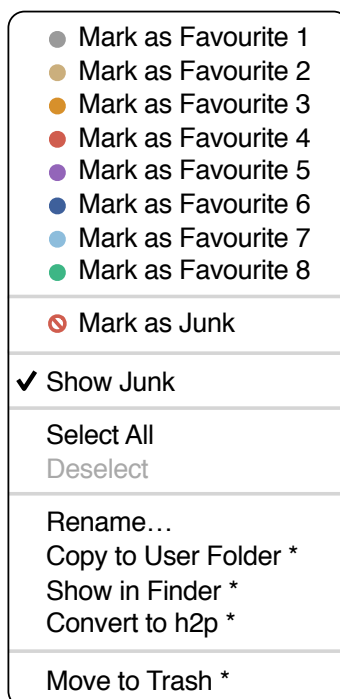 Mark as Favourite 1
Mark as Favourite 2
Mark as Favourite 3
Mark as Favourite 4
Mark as Favourite 5
Mark as Favourite 6
Mark as Favourite 7
Mark as Favourite 8
Mark as Junk
Show Junk
Select All
Deselect
Rename…
Copy to User Folder *
Show in Finder *
Convert to h2p *
Move to Trash *